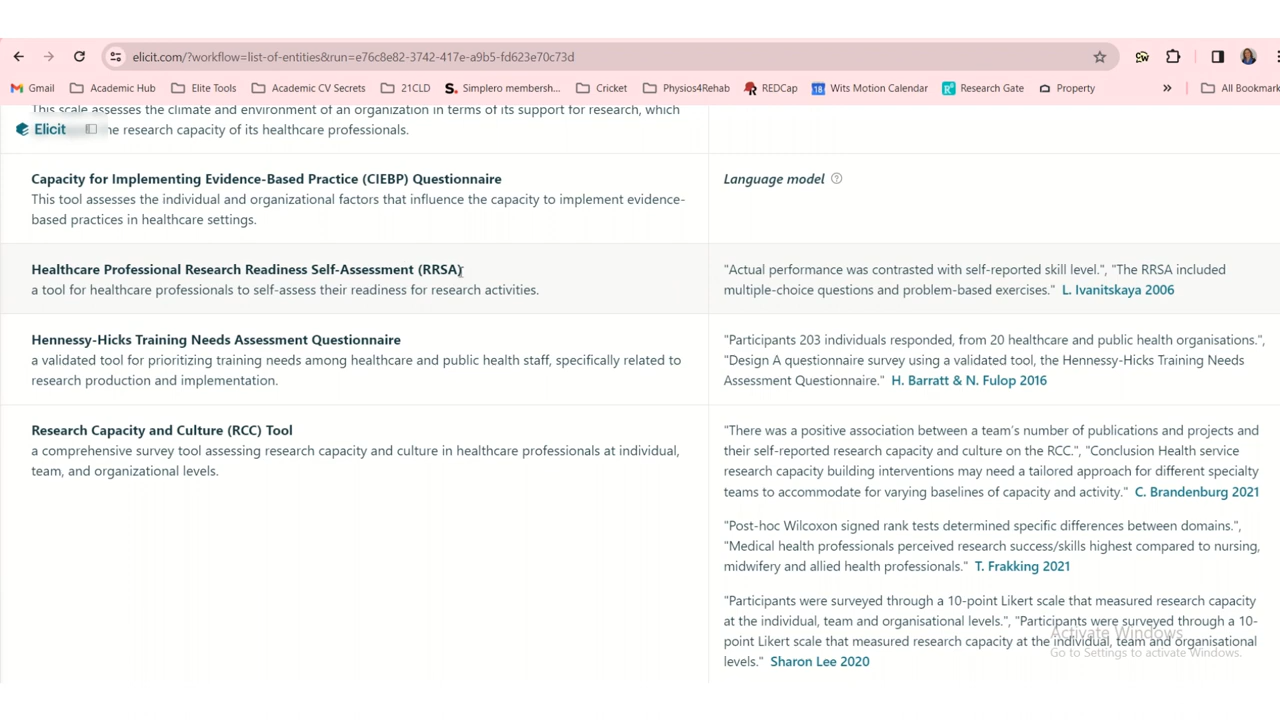 elicit.com/?workflow=list-of-entities&run=e76c8e82-3742-417e-a9b5-fd623e70c73d
Gmail
Academic Hub
Elite Tools
Academic CV Secrets
21CLD
Simplero membersh...
Cricket
Physios4Rehab
REDCap
Wits Motion Calendar
Research Gate
Property
»
All Bookmark
This scale assesses the climate and environment of an organization in terms of its support for research, which
Elicit
e research capacity of its healthcare professionals.
Capacity for Implementing Evidence-Based Practice (CIEBP) Questionnaire
This tool assesses the individual and organizational factors that influence the capacity to implement evidence-
based practices in healthcare settings.
Language model
Healthcare Professional Research Readiness Self-Assessment (RRSA)
a tool for healthcare professionals to self-assess their readiness for research activities.
"Actual performance was contrasted with self-reported skill level.", "The RRSA included
multiple-choice questions and problem-based exercises." L. Ivanitskaya 2006
Hennessy-Hicks Training Needs Assessment Questionnaire
a validated tool for prioritizing training needs among healthcare and public health staff, specifically related to
research production and implementation.
"Participants 203 individuals responded, from 20 healthcare and public health organisations.",
"Design A questionnaire survey using a validated tool, the Hennessy-Hicks Training Needs
Assessment Questionnaire." H. Barratt & N. Fulop 2016
Research Capacity and Culture (RCC) Tool
a comprehensive survey tool assessing research capacity and culture in healthcare professionals at individual,
team, and organizational levels.
"There was a positive association between a team's number of publications and projects and
their self-reported research capacity and culture on the RCC.", "Conclusion Health service
research capacity building interventions may need a tailored approach for different specialty
teams to accommodate for varying baselines of capacity and activity." C. Brandenburg 2021
"Post-hoc Wilcoxon signed rank tests determined specific differences between domains.",
"Medical health professionals perceived research success/skills highest compared to nursing,
midwifery and allied health professionals." T. Frakking 2021
"Participants were surveyed through a 10-point Likert scale that measured research capacity
at the individual, team and organisational levels.", "Participants were surveyed through a 10-
point Likert scale that measured research capacity at the individual, team and organisational
levels." Sharon Lee 2020
Activate Windows
Go to Settings to activate Windows.